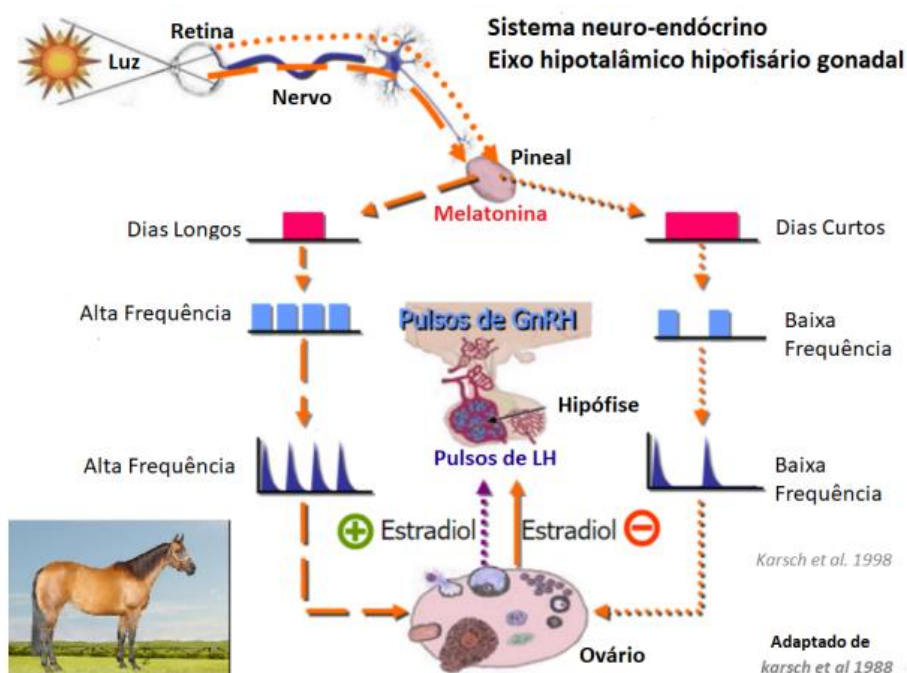 Sistema neuro-endócrino
Eixo hipotalâmico hipofisário gonadal
Retina
Luz
Nervo
Pineal
Melatonina
Dias Longos
Dias Curtos
Alta Frequência
Pulsos de GnRH
Baixa
Frequência
Hipófise
Alta Frequência
Pulsos de LH
Baixa
Frequência
+ Estradiol
Estradiol −
Karsch et al. 1998
Ovário
Adaptado de
karsch et al 1988